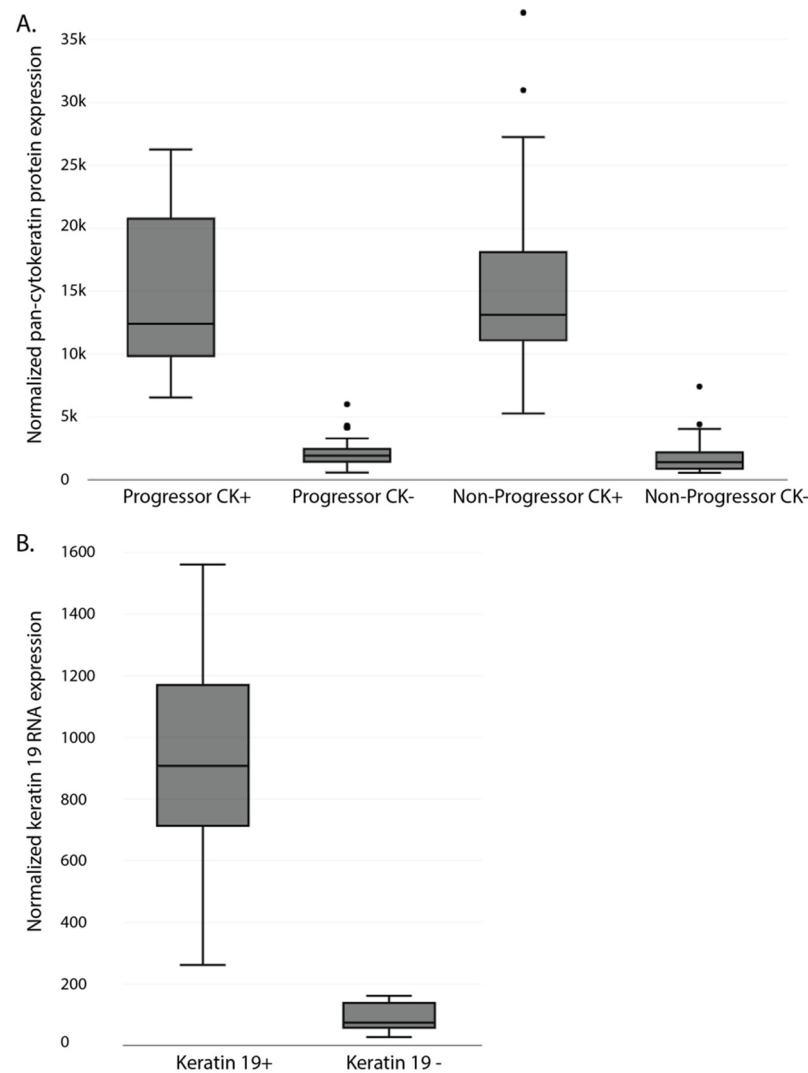 A.
Normalized pan-cytokeratin protein expression
35k
30k
25k
20k
15k
10k
5k
0
Progressor CK+ Progressor CK- Non-Progressor CK+ Non-Progressor CK-
B.
Normalized keratin 19 RNA expression
1600
1400
1200
1000
800
600
400
200
0
Keratin 19+ Keratin 19 -